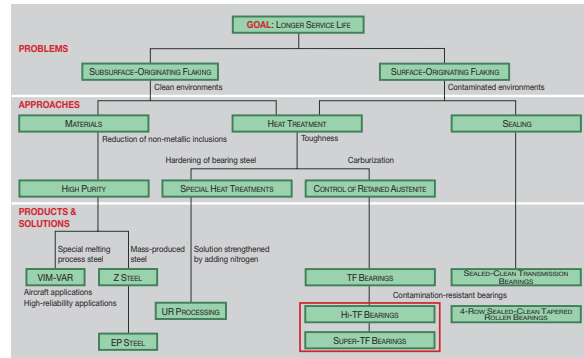 GOAL: LONGER SERVICE LIFE
PROBLEMS
SUBSURFACE-ORIGINATING FLAKING
SURFACE-ORIGINATING FLAKING
Clean environments
Contaminated environments
APPROACHES
MATERIALS
HEAT TREATMENT
SEALING
Reduction of non-metallic inclusions
Toughness
Hardening of bearing steel
Carburization
HIGH PURITY
SPECIAL HEAT TREATMENTS
CONTROL OF RETAINED AUSTENITE
PRODUCTS &
SOLUTIONS
Special melting
process steel
Mass-produced
steel
Solution strengthened
by adding nitrogen
VIM-VAR
Z STEEL
TF BEARINGS
SEALED-CLEAN TRANSMISSION
BEARINGS
Aircraft applications
High-reliability applications
Contamination-resistant bearings
UR PROCESSING
HI-TF BEARINGS
4-ROW SEALED-CLEAN TAPERED
ROLLER BEARINGS
EP STEEL
SUPER-TF BEARINGS